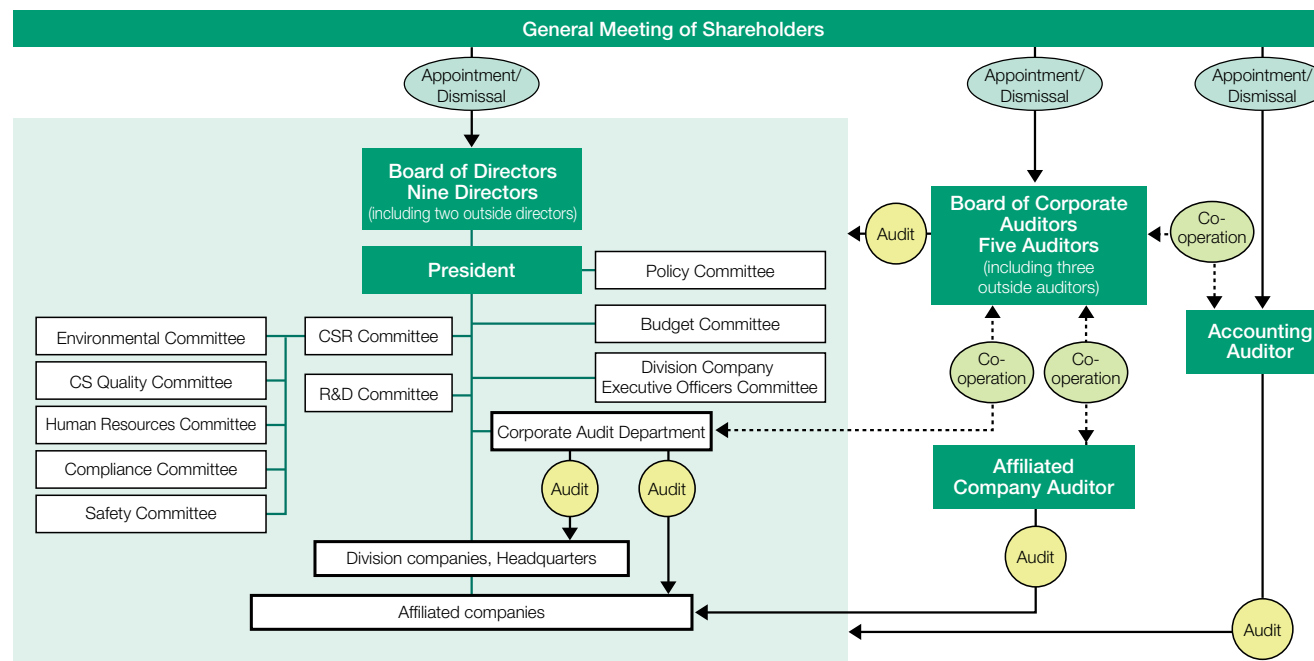 General Meeting of Shareholders
Appointment/
Dismissal
Appointment/
Dismissal
Appointment/
Dismissal
Board of Directors
Nine Directors
(including two outside directors)
President
Policy Committee
Budget Committee
Division Company
Executive Officers Committee
CSR Committee
R&D Committee
Environmental Committee
CS Quality Committee
Human Resources Committee
Compliance Committee
Safety Committee
Corporate Audit Department
Audit
Audit
Division companies, Headquarters
Affiliated companies
Audit
Board of Corporate
Auditors
Five Auditors
(including three
outside auditors)
Co-
operation
Co-
operation
Co-
operation
Accounting
Auditor
Affiliated
Company Auditor
Audit
Audit